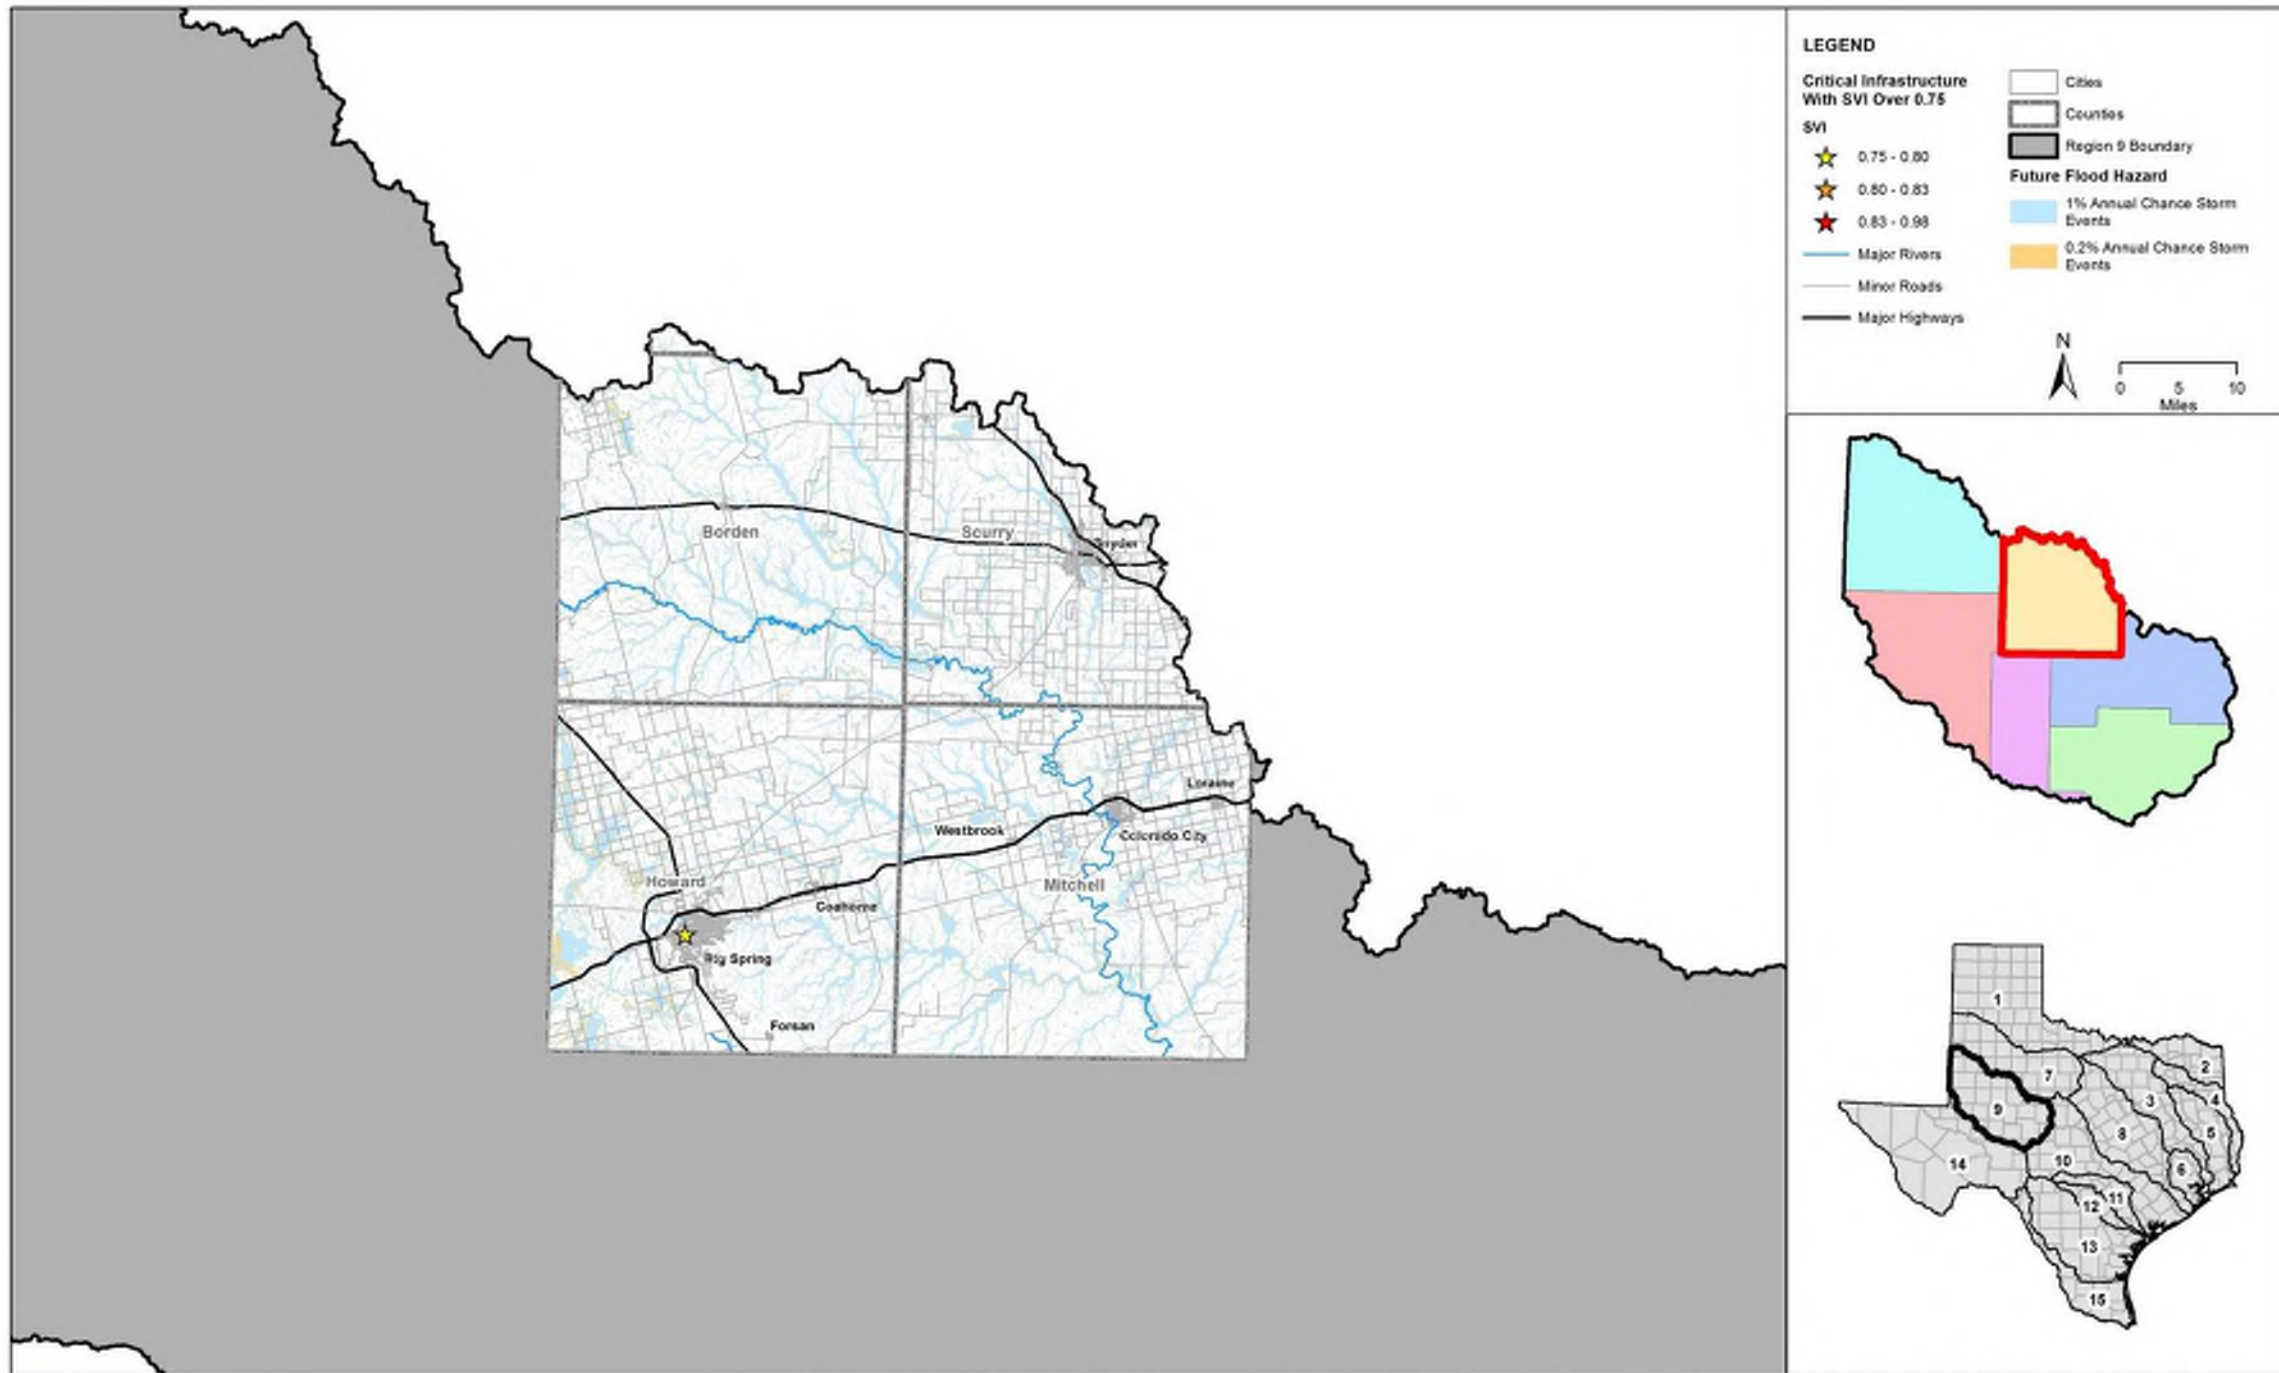 LEGEND
Critical Infrastructure
With SVI Over 0.75
SVI
0.75 - 0.80
0.80 - 0.83
0.83 - 0.98
Major Rivers
Minor Roads
Major Highways
Cities
Counties
Region 9 Boundary
Future Flood Hazard
1% Annual Chance Storm
Events
0.2% Annual Chance Storm
Events
N
0 5 10
Miles
Borden
Scurry
Snyder
Loraine
Westbrook
Colorado City
Howard
Mitchell
Coahoma
Big Spring
Forsan
1
2
7
9
3
4
8
5
14
10
6
12
11
13
15